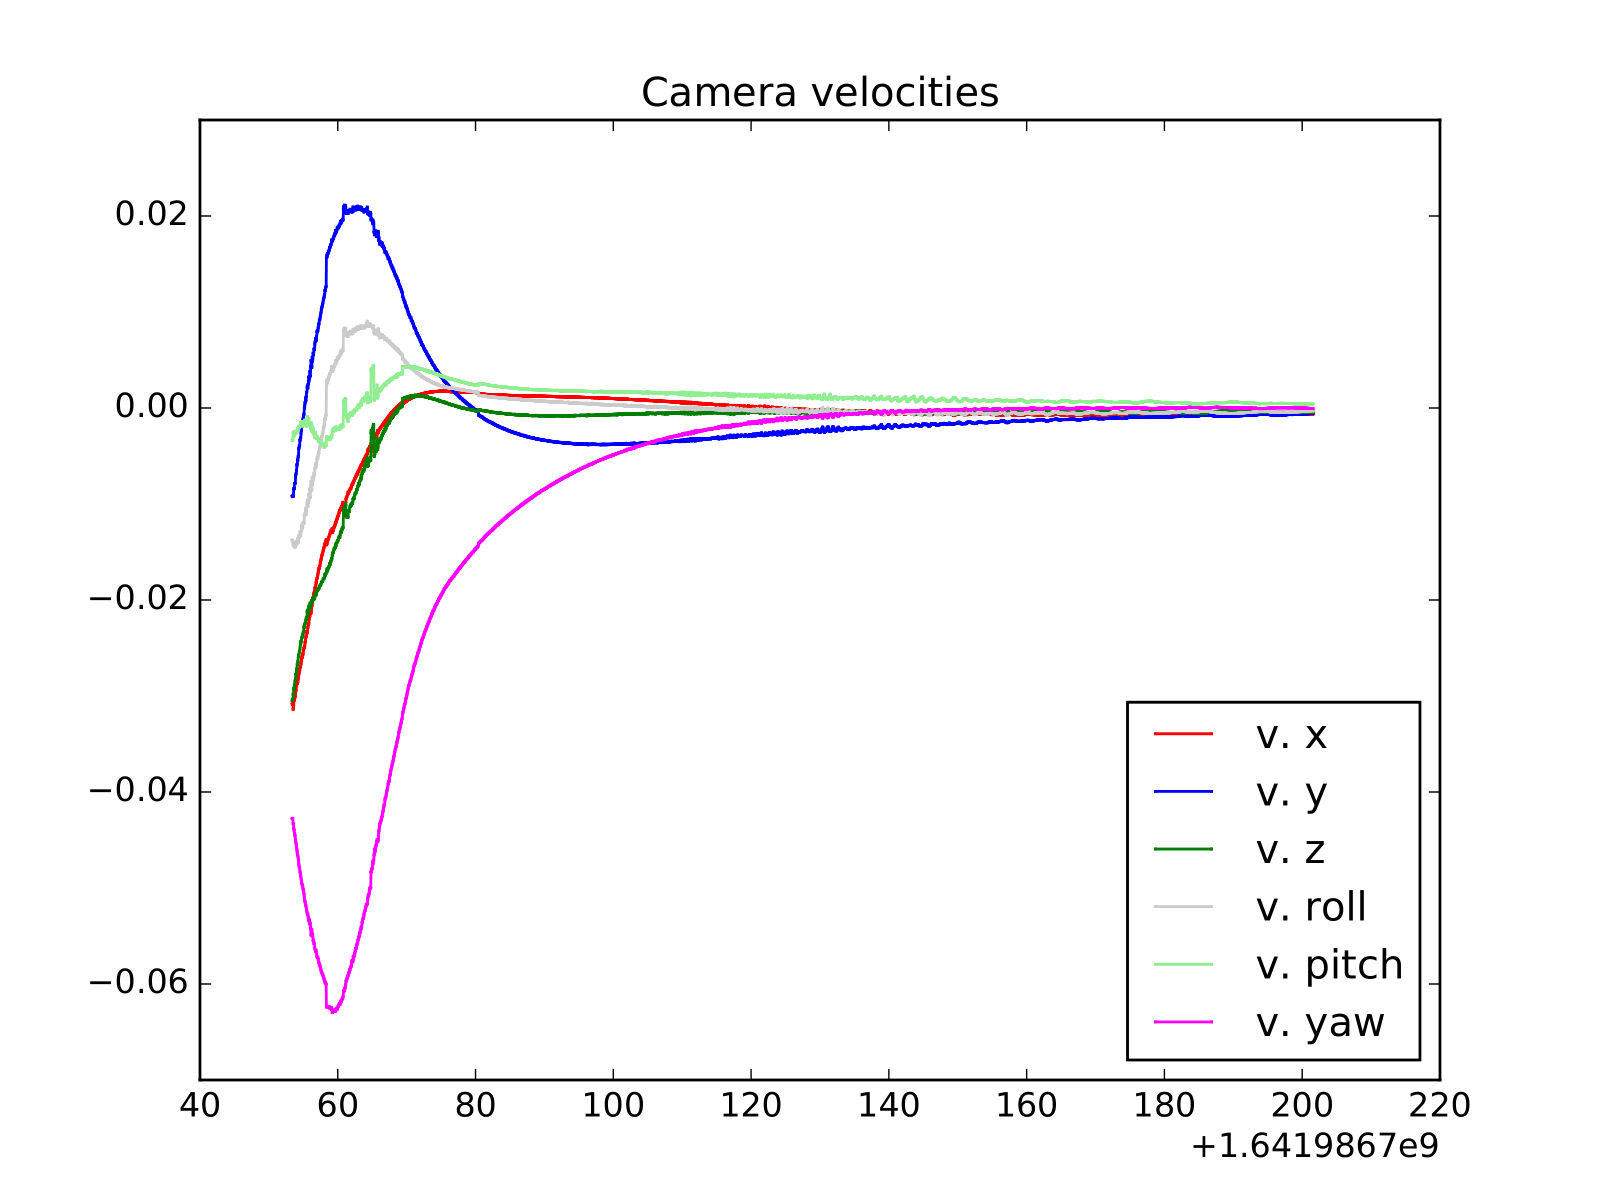 Camera velocities
0.02
0.00
−0.02
−0.04
−0.06
v. x
v. y
v. z
v. roll
v. pitch
v. yaw
40 60 80 100 120 140 160 180 200 220
+1.6419867e9